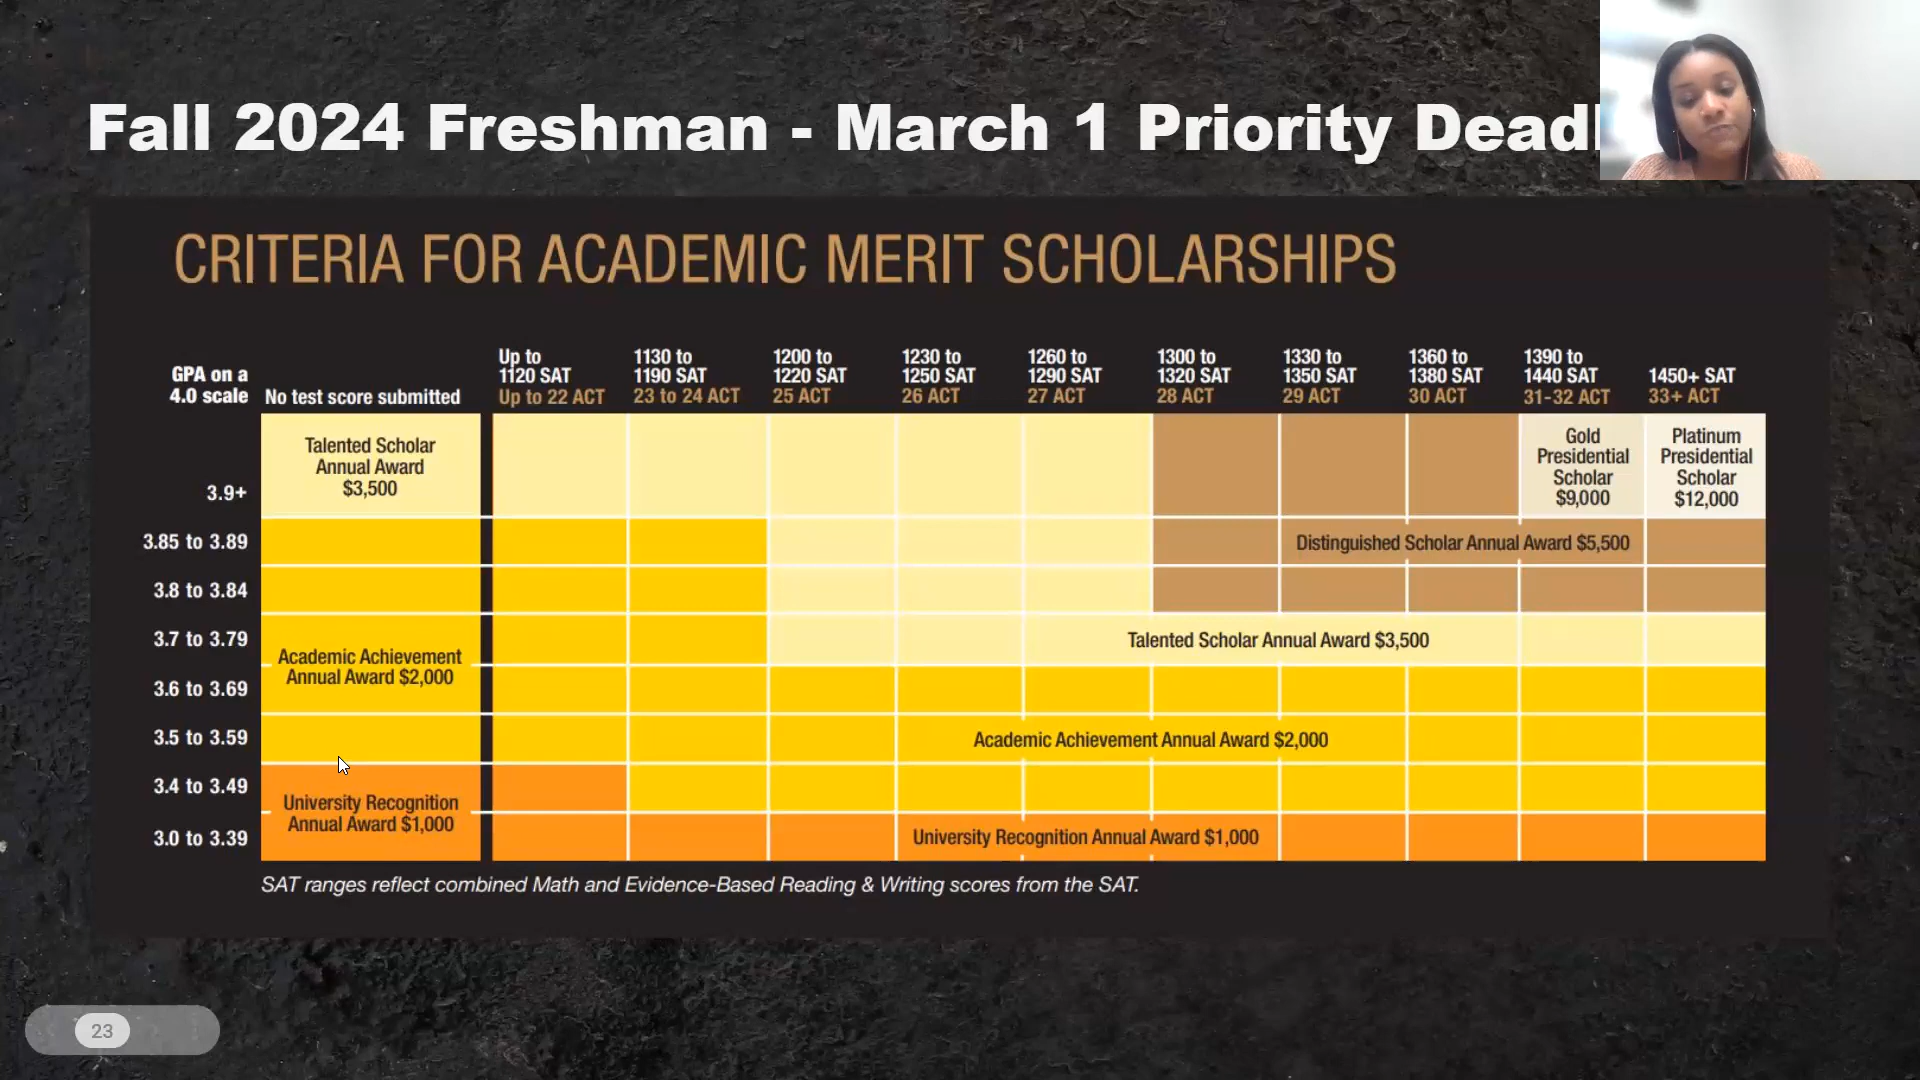 Fall 2024 Freshman - March 1 Priority
CRITERIA FOR ACADEMIC MERIT SCHOLARSHIPS
GPA on a
4.0 scale
No test score submitted
Up to
1120 SAT
Up to 22 ACT
1130 to
1190 SAT
23 to 24 ACT
1200 to
1220 SAT
25 ACT
1230 to
1250 SAT
26 ACT
1260 to
1290 SAT
27 ACT
1300 to
1320 SAT
28 ACT
1330 to
1350 SAT
29 ACT
1360 to
1380 SAT
30 ACT
1390 to
1440 SAT
31-32 ACT
1450+ SAT
33+ ACT
3.9+
Talented Scholar
Annual Award
$3,500
Gold
Presidential
Scholar
$9,000
Platinum
Presidential
Scholar
$12,000
3.85 to 3.89
Distinguished Scholar Annual Award $5,500
3.8 to 3.84
3.7 to 3.79
Talented Scholar Annual Award $3,500
Academic Achievement
Annual Award $2,000
3.6 to 3.69
3.5 to 3.59
Academic Achievement Annual Award $2,000
3.4 to 3.49
University Recognition
Annual Award $1,000
3.0 to 3.39
University Recognition Annual Award $1,000
SAT ranges reflect combined Math and Evidence-Based Reading & Writing scores from the SAT.
23